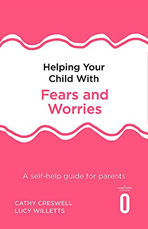 Helping Your
Child With
Fears and
Worries
A self-help guide for parents
CATHY CRESWELL
LUCY WILLETTS